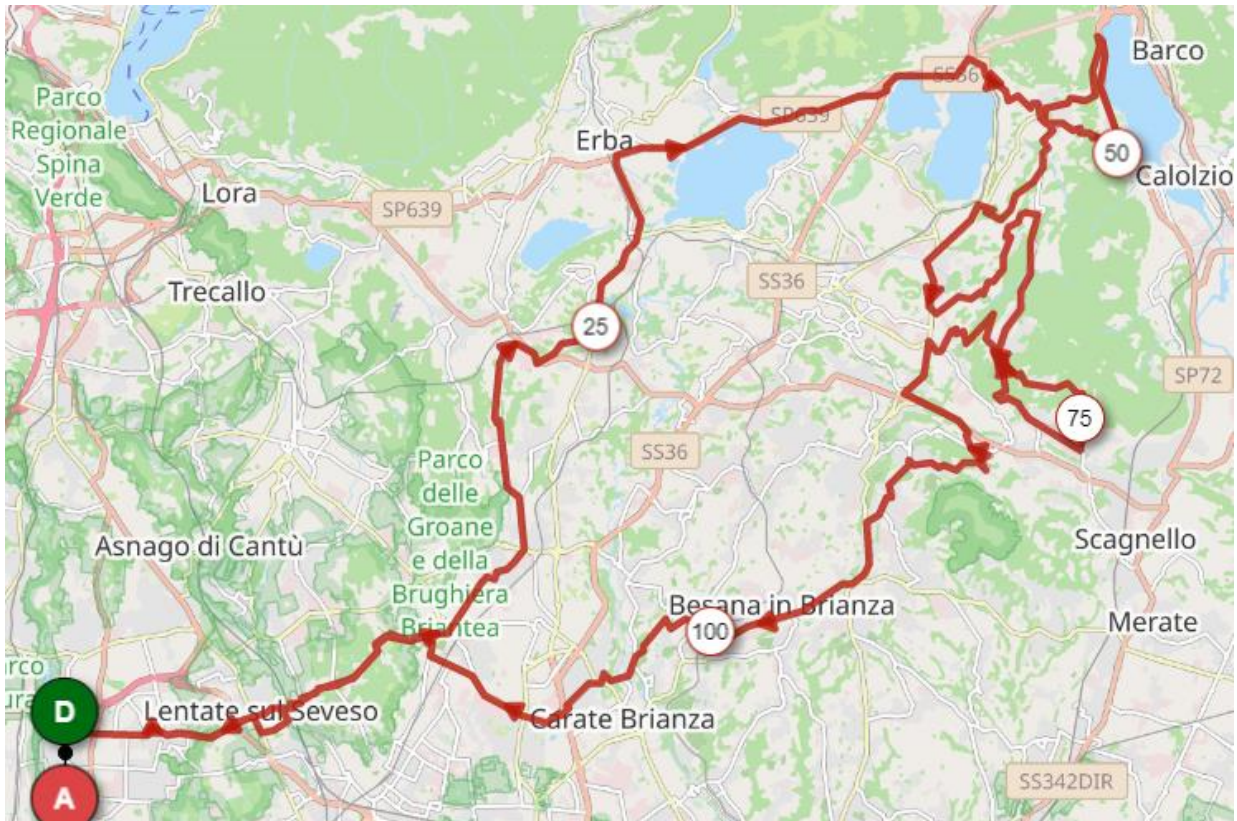 Barco
SS36
Parco
Regionale
Spina
Verde
SP639
Erba
50
Calolzio
Lora
SP639
SS36
Trecallo
25
SP72
75
SS36
Parco
delle
Groane
e della
Brughiera
Briantea
Asnago di Cantù
Scagnello
Besana in Brianza
100
Merate
D
Lentate sul Seveso
Carate Brianza
SS342DIR
A